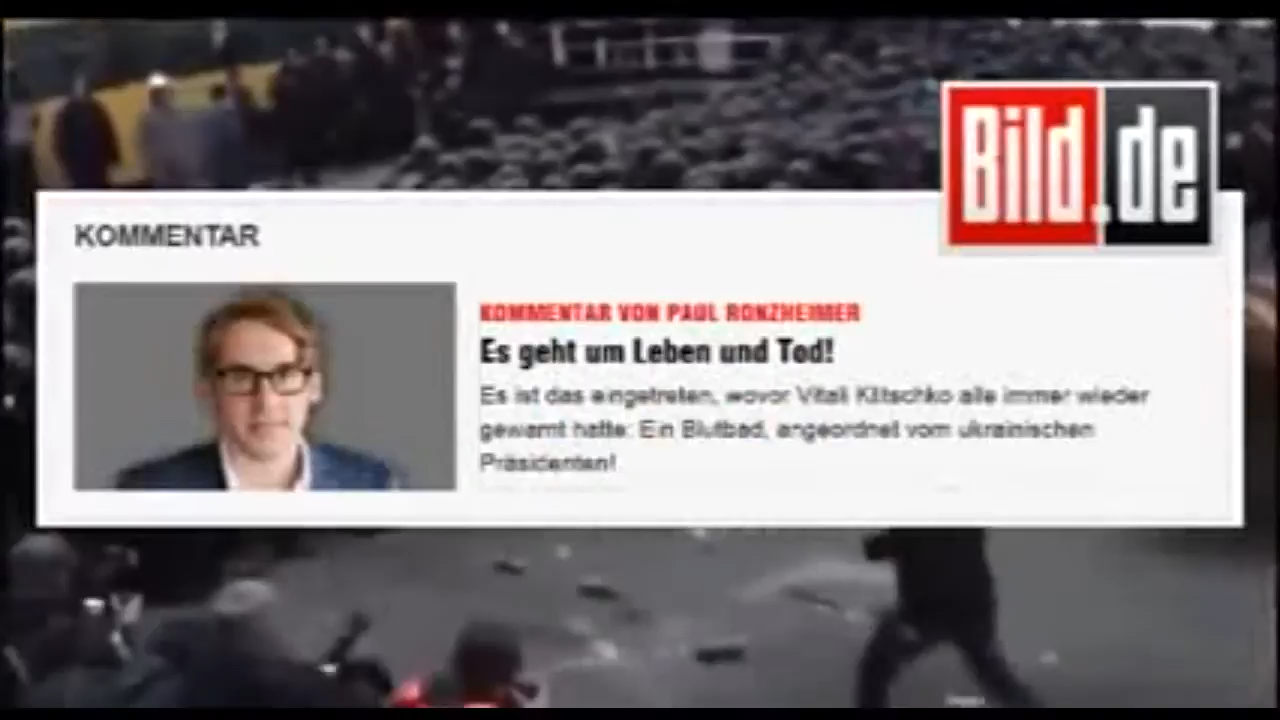 Bild.de
KOMMENTAR
KOMMENTAR VON PAUL RONZHEIMER
Es geht um Leben und Tod!
Es ist das eingetreten, wovor Vitali Klitschko alle immer wieder
gewarnt hatte: Ein Blutbad, angeordnet vom ukrainischen
Präsidenten!